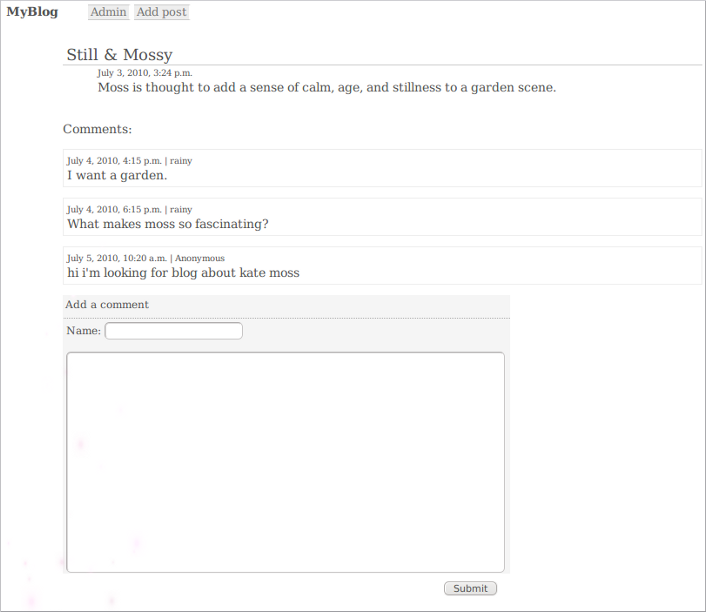 MyBlog Admin Add post
Still & Mossy
July 3, 2010, 3:24 p.m.
Moss is thought to add a sense of calm, age, and stillness to a garden scene.
Comments:
July 4, 2010, 4:15 p.m. | rainy
I want a garden.
July 4, 2010, 6:15 p.m. | rainy
What makes moss so fascinating?
July 5, 2010, 10:20 a.m. | Anonymous
hi i'm looking for blog about kate moss
Add a comment
Name:
Submit